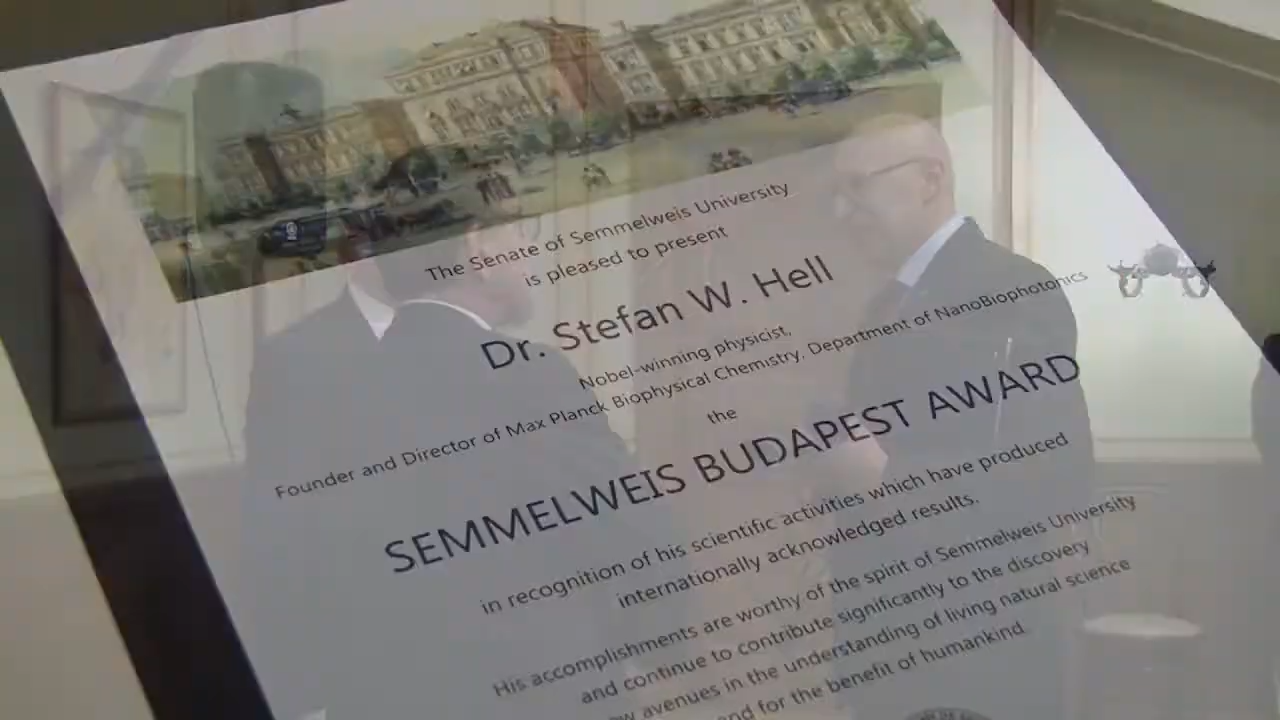 The Senate of Semmelweis University
is pleased to present
Dr. Stefan W. Hell
Nobel-winning physicist,
Founder and Director of Max Planck Biophysical Chemistry, Department of NanoBiophotonics
the
SEMMELWEIS BUDAPEST AWARD
in recognition of his scientific activities which have produced
internationally acknowledged results.
His accomplishments are worthy of the spirit of Semmelweis University
and continue to contribute significantly to the discovery
avenues in the understanding of living natural science
for the benefit of humankind.